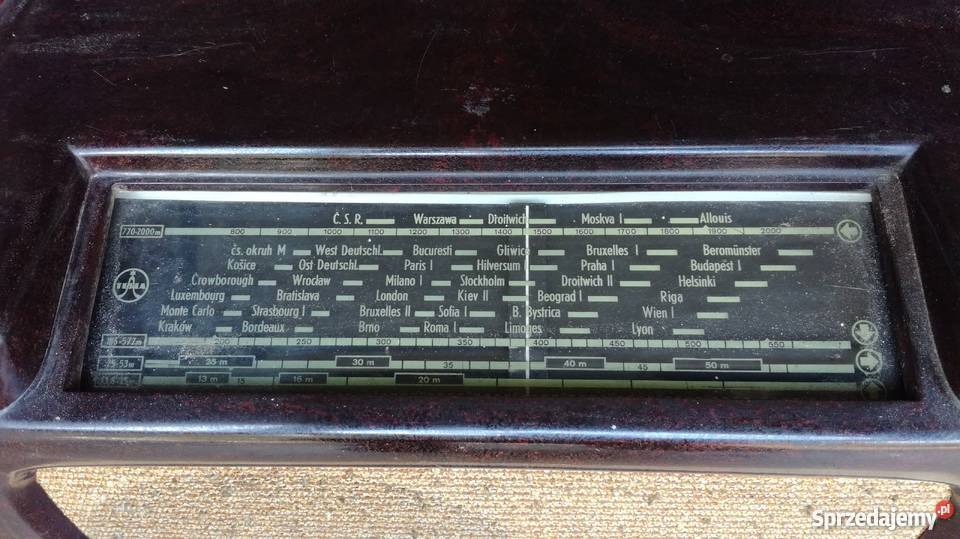 Č. S. R. Warszawa Droitwich Moskva I Allouis
770-2000m 800 900 1000 1100 1200 1300 1400 1500 1600 1700 1800 1900 2000
čs. okruh M West Deutschl. Bucuresti Gliwice Bruxelles I Beromünster
Košice Ost Deutschl. Paris I Hilversum Praha I Budapest I
TESLA Crowborough Wrocław Milano I Stockholm Droitwich II Helsinki
Luxembourg Bratislava London Kiev II Beograd I Riga
Monte Carlo Strasbourg I Bruxelles II Sofia I B. Bystrica Wien I
Kraków Bordeaux Brno Roma I Limoges Lyon
200 250 300 350 400 450 500 550
25 m 30 m 35 40 m 45 50 m
13 m 15 16 m 20 m
Sprzedajemy.pl